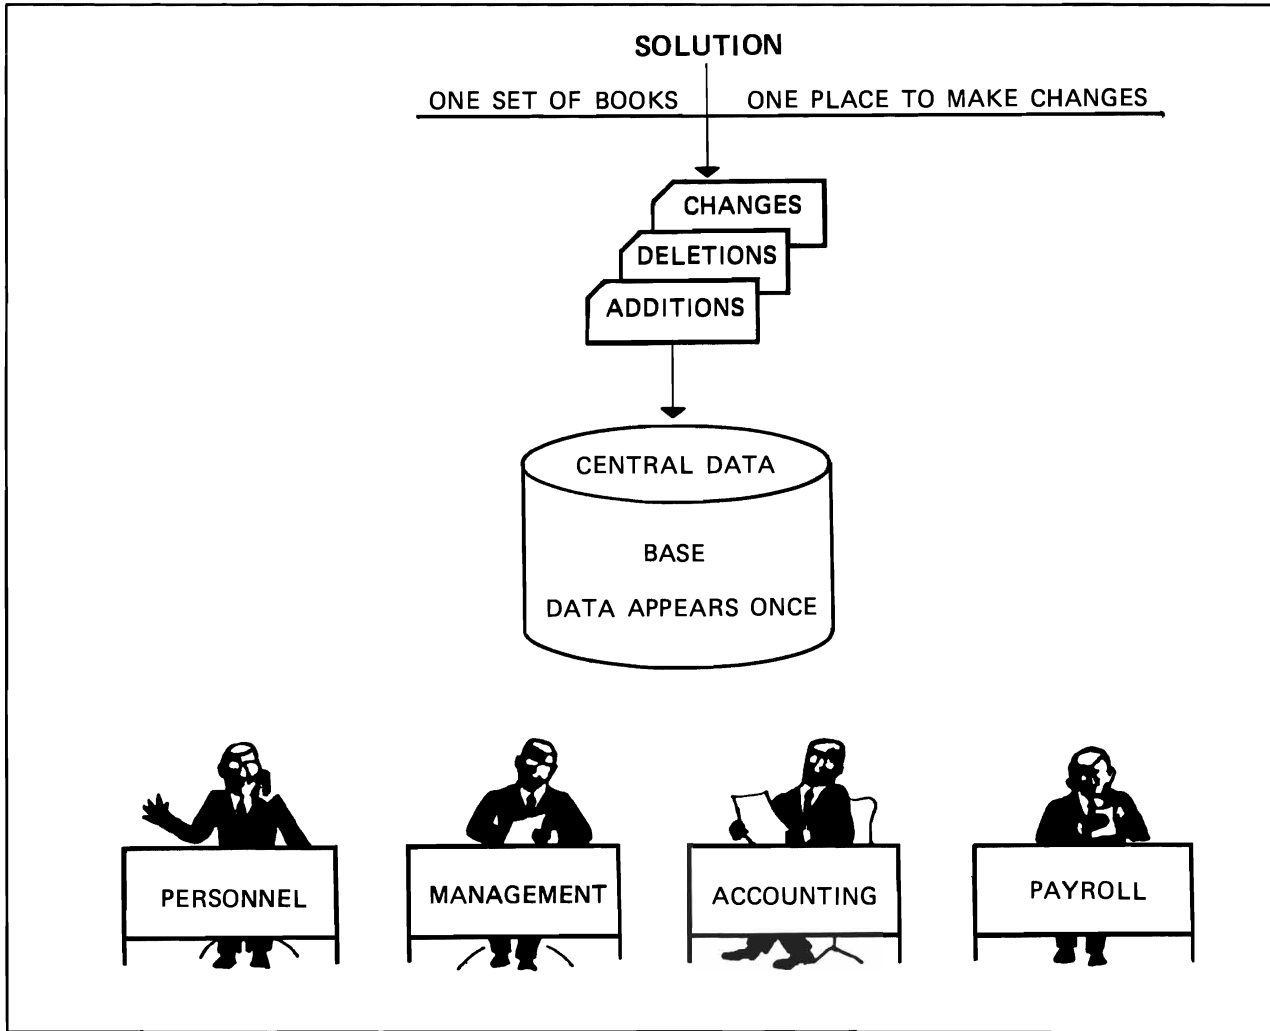 SOLUTION
ONE SET OF BOOKS ONE PLACE TO MAKE CHANGES
CHANGES
DELETIONS
ADDITIONS
CENTRAL DATA
BASE
DATA APPEARS ONCE
PERSONNEL MANAGEMENT ACCOUNTING PAYROLL